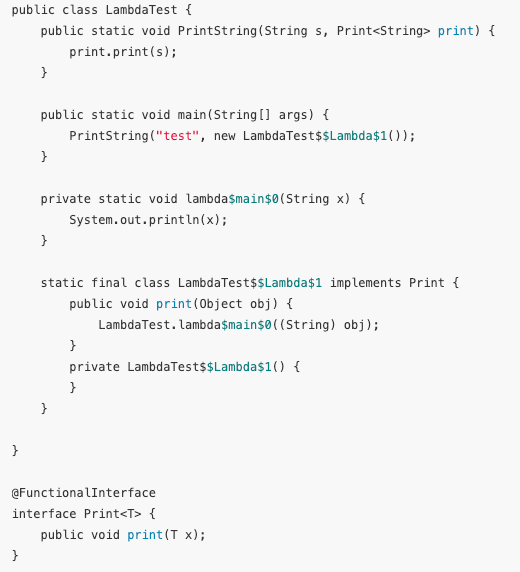 public class LambdaTest {
    public static void PrintString(String s, Print<String> print) {
        print.print(s);
    }

    public static void main(String[] args) {
        PrintString("test", new LambdaTest$$Lambda$1());
    }

    private static void lambda$main$0(String x) {
        System.out.println(x);
    }

    static final class LambdaTest$$Lambda$1 implements Print {
        public void print(Object obj) {
            LambdaTest.lambda$main$0((String) obj);
        }
        private LambdaTest$$Lambda$1() {
        }
    }

}

@FunctionalInterface
interface Print<T> {
    public void print(T x);
}